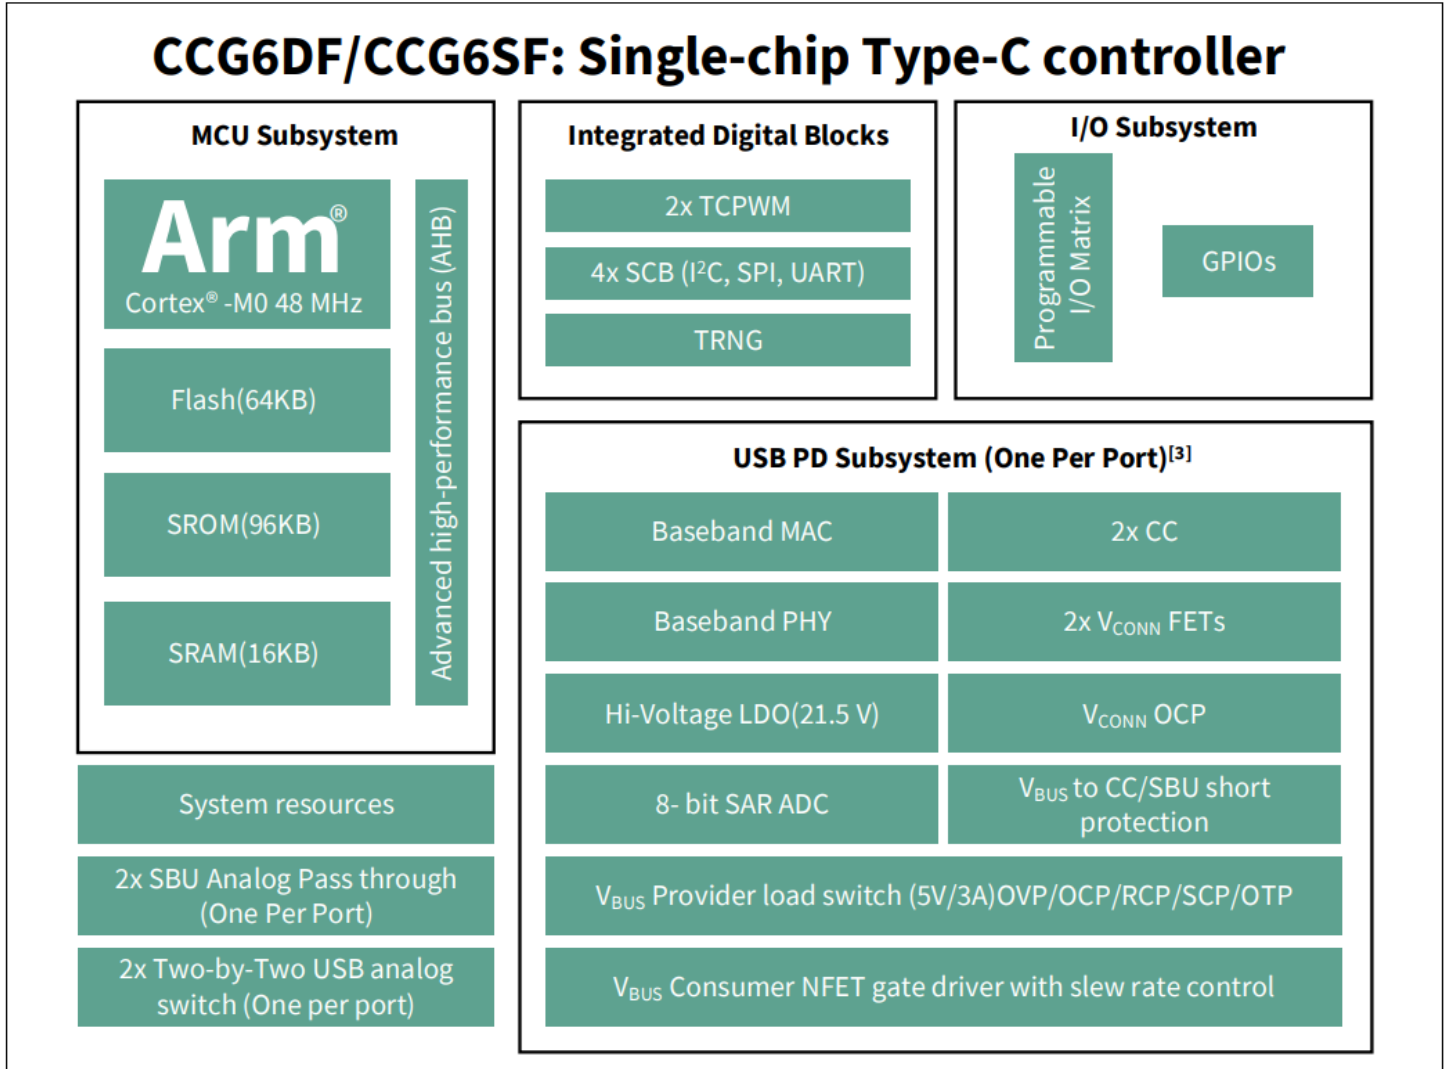 CCG6DF/CCG6SF: Single-chip Type-C controller
MCU Subsystem
Arm®
Cortex® -M0 48 MHz
Flash(64KB)
SROM(96KB)
SRAM(16KB)
Advanced high-performance bus (AHB)
Integrated Digital Blocks
2x TCPWM
4x SCB (I²C, SPI, UART)
TRNG
I/O Subsystem
Programmable
I/O Matrix
GPIOs
System resources
2x SBU Analog Pass through
(One Per Port)
2x Two-by-Two USB analog
switch (One per port)
USB PD Subsystem (One Per Port)[3]
Baseband MAC
2x CC
Baseband PHY
2x VCONN FETs
Hi-Voltage LDO(21.5 V)
VCONN OCP
8- bit SAR ADC
VBUS to CC/SBU short
protection
VBUS Provider load switch (5V/3A)OVP/OCP/RCP/SCP/OTP
VBUS Consumer NFET gate driver with slew rate control